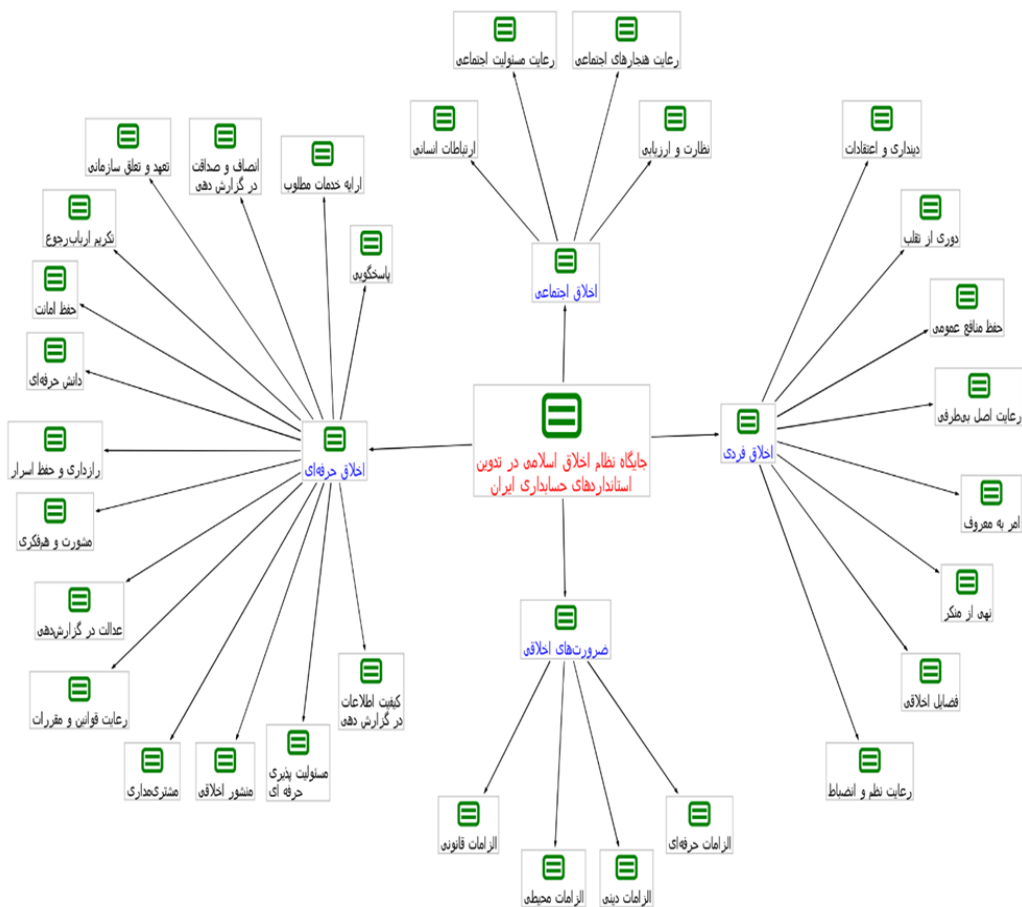 رعایت مسئولیت اجتماعی
رعایت هنجارهای اجتماعی
ارتباطات انسانی
نظارت و ارزیابی
اخلاق اجتماعی
دینداری و اعتقادات
دوری از تقلب
حفظ منافع عمومی
رعایت اصل بی‌طرفی
اخلاق فردی
امر به معروف
نهی از منکر
فضایل اخلاقی
رعایت نظم و انضباط
جایگاه نظام اخلاق اسلامی در تدوین
استانداردهای حسابداری ایران
تعهد و تعلق سازمانی
انصاف و صداقت
در گزارش دهی
ارایه خدمات مطلوب
پاسخگویی
تکریم ارباب‌رجوع
حفظ امانت
دانش حرفه‌ای
اخلاق حرفه‌ای
رازداری و حفظ اسرار
مشورت و هم‌فکری
عدالت در گزارش‌دهی
رعایت قوانین و مقررات
مشتری‌مداری
منشور اخلاقی
مسئولیت پذیری
حرفه ای
کیفیت اطلاعات
در گزارش دهی
ضرورت‌های اخلاقی
الزامات قانونی
الزامات محیطی
الزامات دینی
الزامات حرفه‌ای